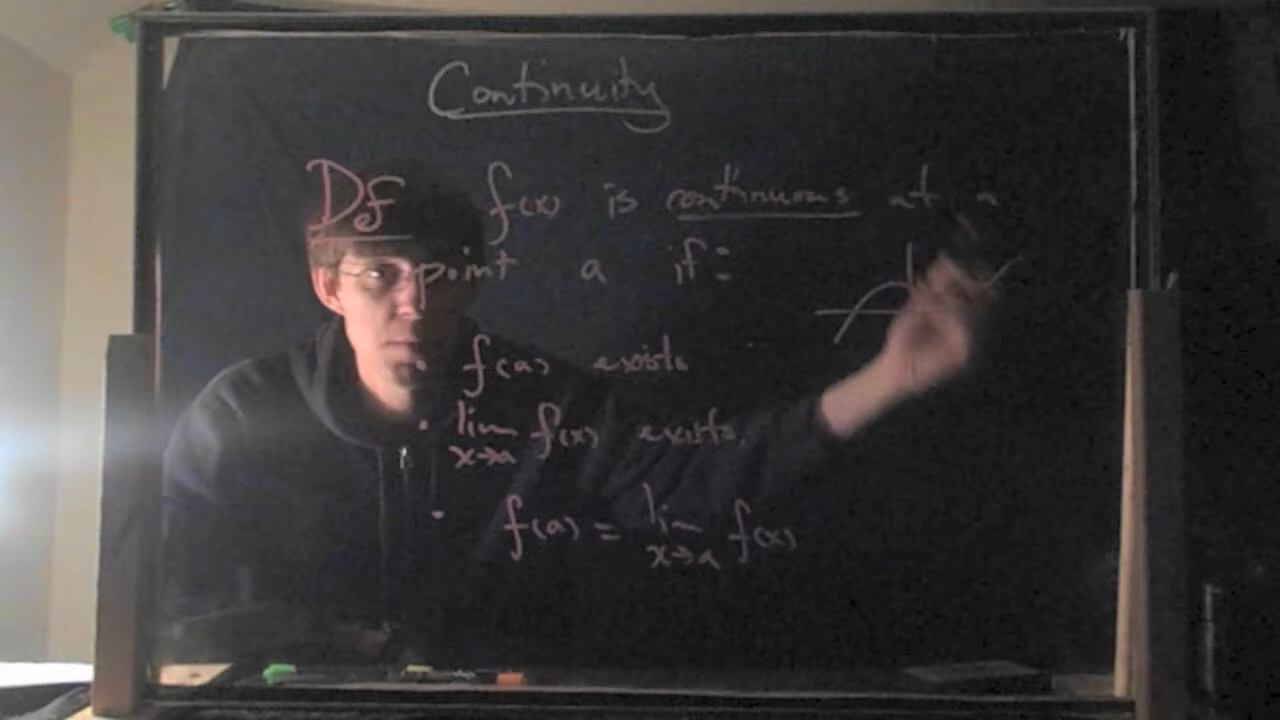 Continuity
Df f(x) is continuous at a
point a if:
· f(a) exists
· lim f(x) exists.
x→a
· f(a) = lim f(x)
x→a